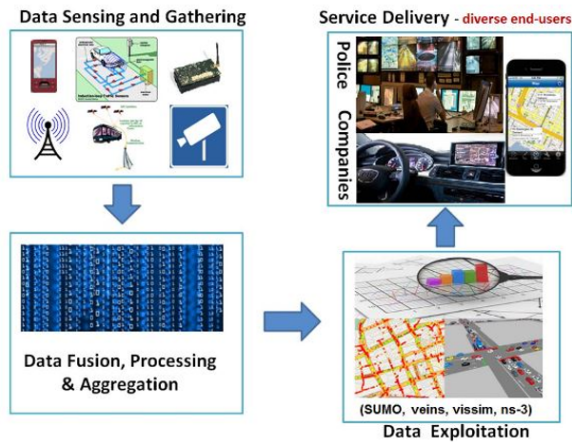 Data Sensing and Gathering
Service Delivery - diverse end-users
Police
Companies
Data Fusion, Processing
& Aggregation
(SUMO, veins, vissim, ns-3)
Data Exploitation